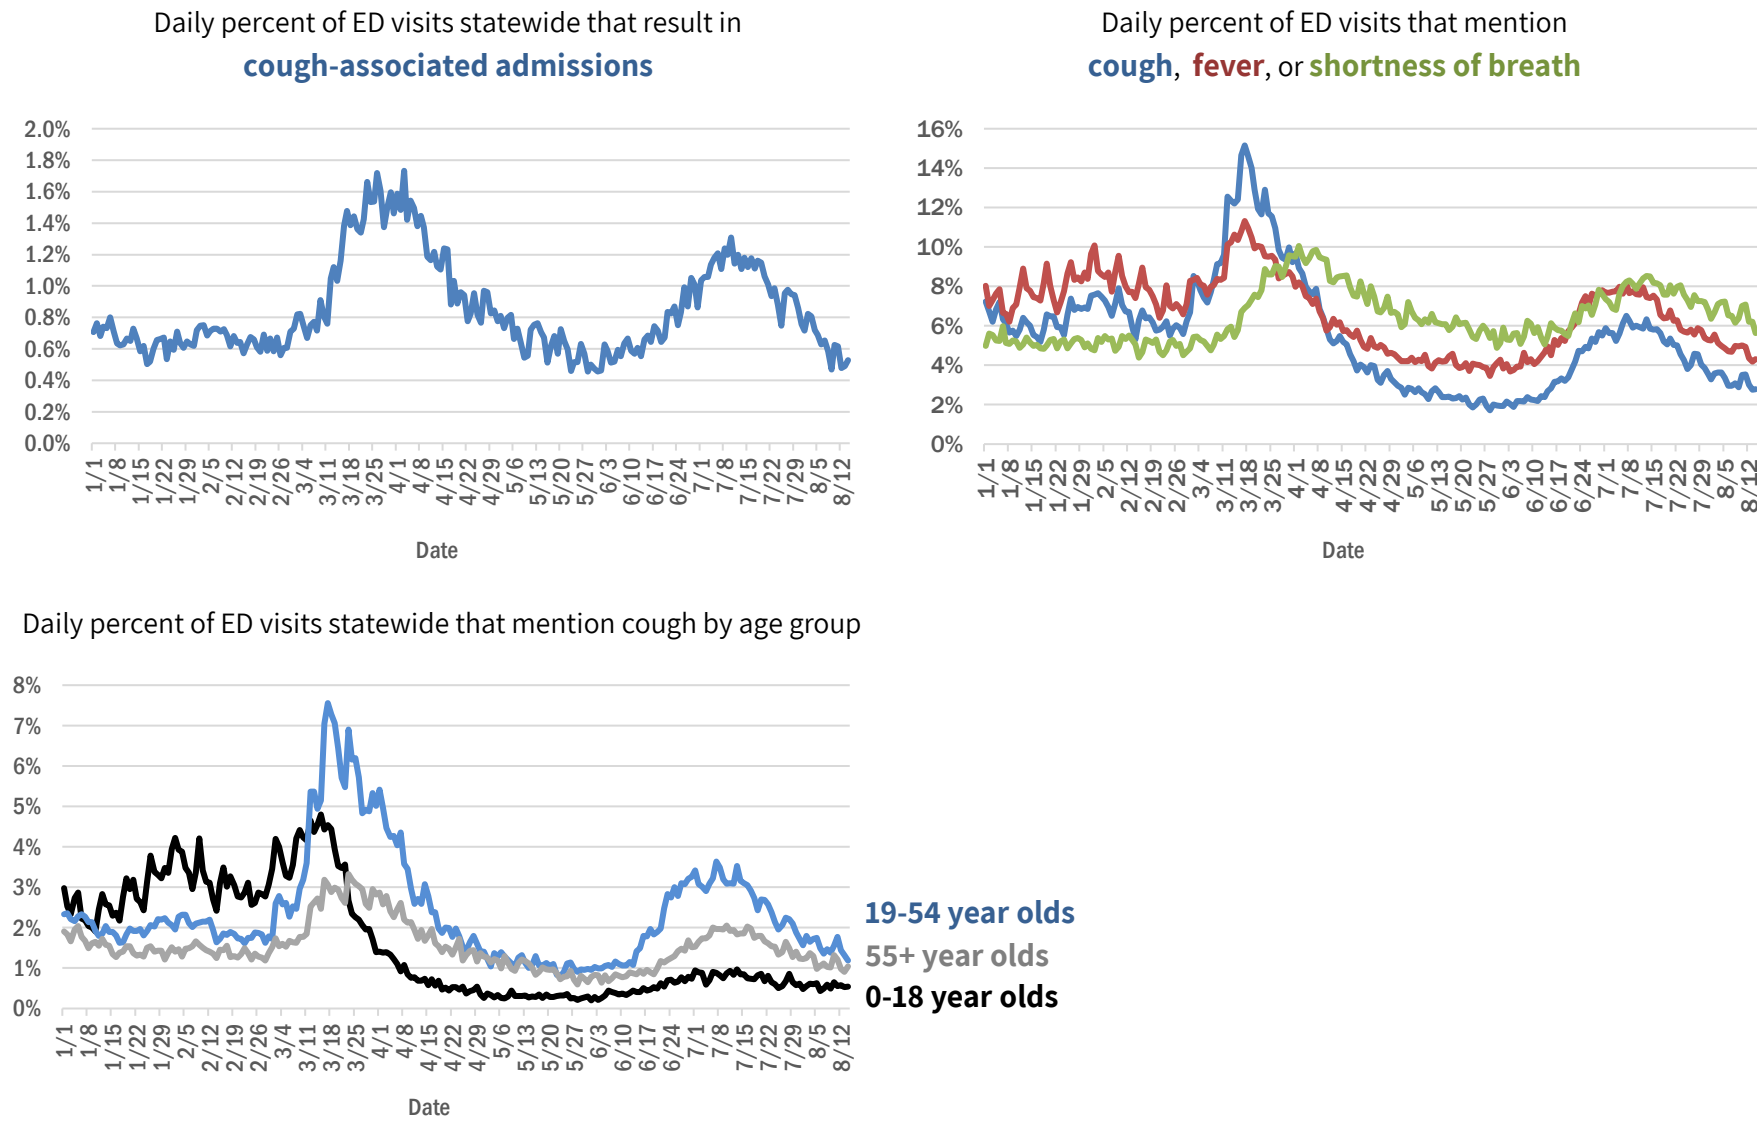 Daily percent of ED visits statewide that result in
cough-associated admissions
2.0%
1.8%
1.6%
1.4%
1.2%
1.0%
0.8%
0.6%
0.4%
0.2%
0.0%
1/1 1/8 1/15 1/22 1/29 2/5 2/12 2/19 2/26 3/4 3/11 3/18 3/25 4/1 4/8 4/15 4/22 4/29 5/6 5/13 5/20 5/27 6/3 6/10 6/17 6/24 7/1 7/8 7/15 7/22 7/29 8/5 8/12
Date
Daily percent of ED visits that mention
cough, fever, or shortness of breath
16%
14%
12%
10%
8%
6%
4%
2%
0%
1/1 1/8 1/15 1/22 1/29 2/5 2/12 2/19 2/26 3/4 3/11 3/18 3/25 4/1 4/8 4/15 4/22 4/29 5/6 5/13 5/20 5/27 6/3 6/10 6/17 6/24 7/1 7/8 7/15 7/22 7/29 8/5 8/12
Date
Daily percent of ED visits statewide that mention cough by age group
8%
7%
6%
5%
4%
3%
2%
1%
0%
1/1 1/8 1/15 1/22 1/29 2/5 2/12 2/19 2/26 3/4 3/11 3/18 3/25 4/1 4/8 4/15 4/22 4/29 5/6 5/13 5/20 5/27 6/3 6/10 6/17 6/24 7/1 7/8 7/15 7/22 7/29 8/5 8/12
Date
19-54 year olds
55+ year olds
0-18 year olds